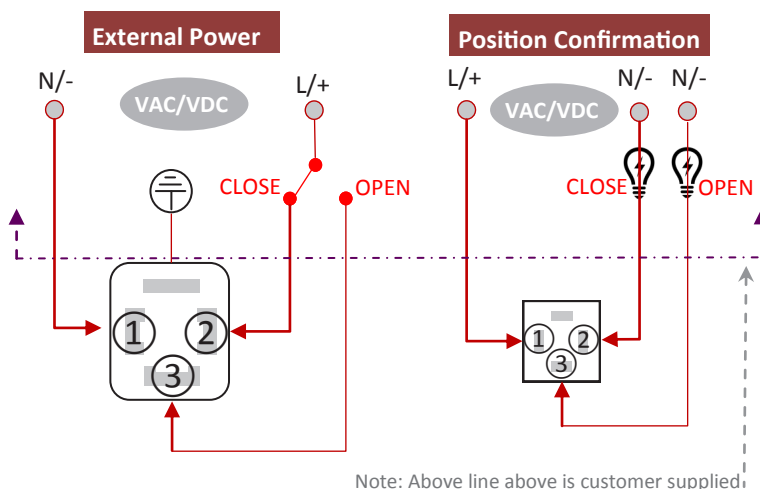 External Power
Position Confirmation
N/-
VAC/VDC
L/+
L/+
VAC/VDC
N/-
N/-
CLOSE
OPEN
CLOSE
OPEN
1
2
3
1
2
3
Note: Above line above is customer supplied